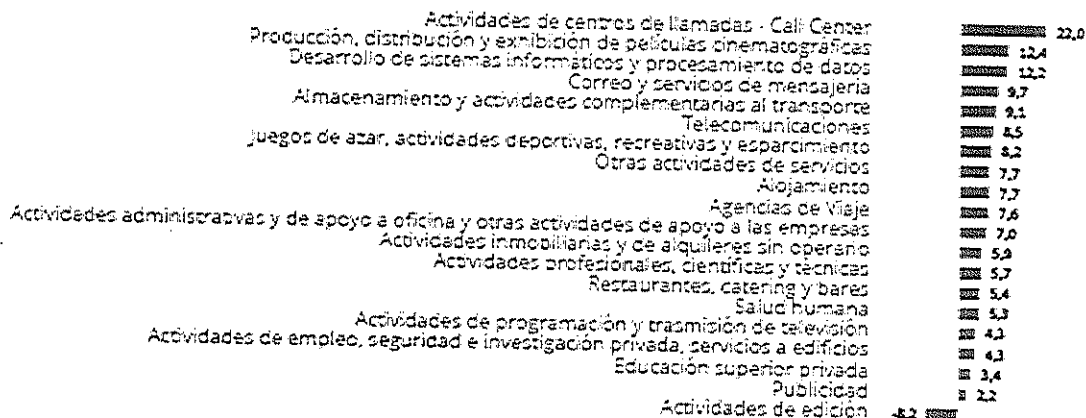 Actividades de centros de llamadas - Call Center 22,0
Producción, distribución y exhibición de películas cinematográficas 12,4
Desarrollo de sistemas informáticos y procesamiento de datos 12,2
Correo y servicios de mensajería 9,7
Almacenamiento y actividades complementarias al transporte 9,1
Telecomunicaciones 8,5
Juegos de azar, actividades deportivas, recreativas y esparcimiento 8,2
Otras actividades de servicios 7,7
Alojamiento 7,7
Agencias de Viaje 7,6
Actividades administrativas y de apoyo a oficina y otras actividades de apoyo a las empresas 7,0
Actividades inmobiliarias y de alquileres sin operario
Actividades profesionales, científicas y técnicas 5,7
Restaurantes, catering y bares 5,4
Salud humana 5,3
Actividades de programación y trasmisión de televisión
Actividades de empleo, seguridad e investigación privada, servicios a edificios 4,3
Educación superior privada 3,4
Publicidad 2,2
Actividades de edición -8,2